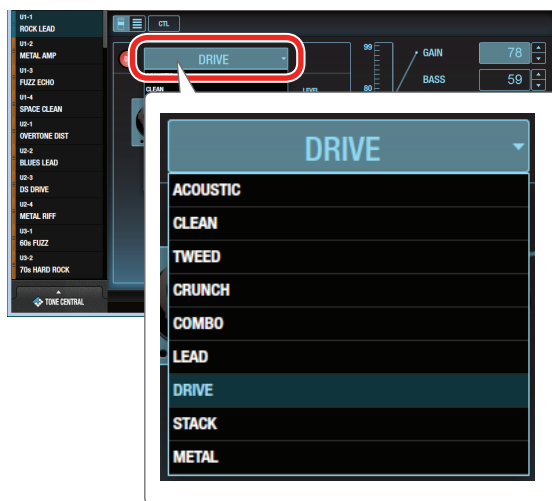 U1-1
ROCK LEAD
U1-2
METAL AMP
U1-3
FUZZ ECHO
U1-4
SPACE CLEAN
U2-1
OVERTONE DIST
U2-2
BLUES LEAD
U2-3
DS DRIVE
U2-4
METAL RIFF
U3-1
60s FUZZ
U3-2
70s HARD ROCK
TONE CENTRAL
CTL
DRIVE
CLEAN
LEVEL
99
80
GAIN 78
BASS 59
DRIVE
ACOUSTIC
CLEAN
TWEED
CRUNCH
COMBO
LEAD
DRIVE
STACK
METAL